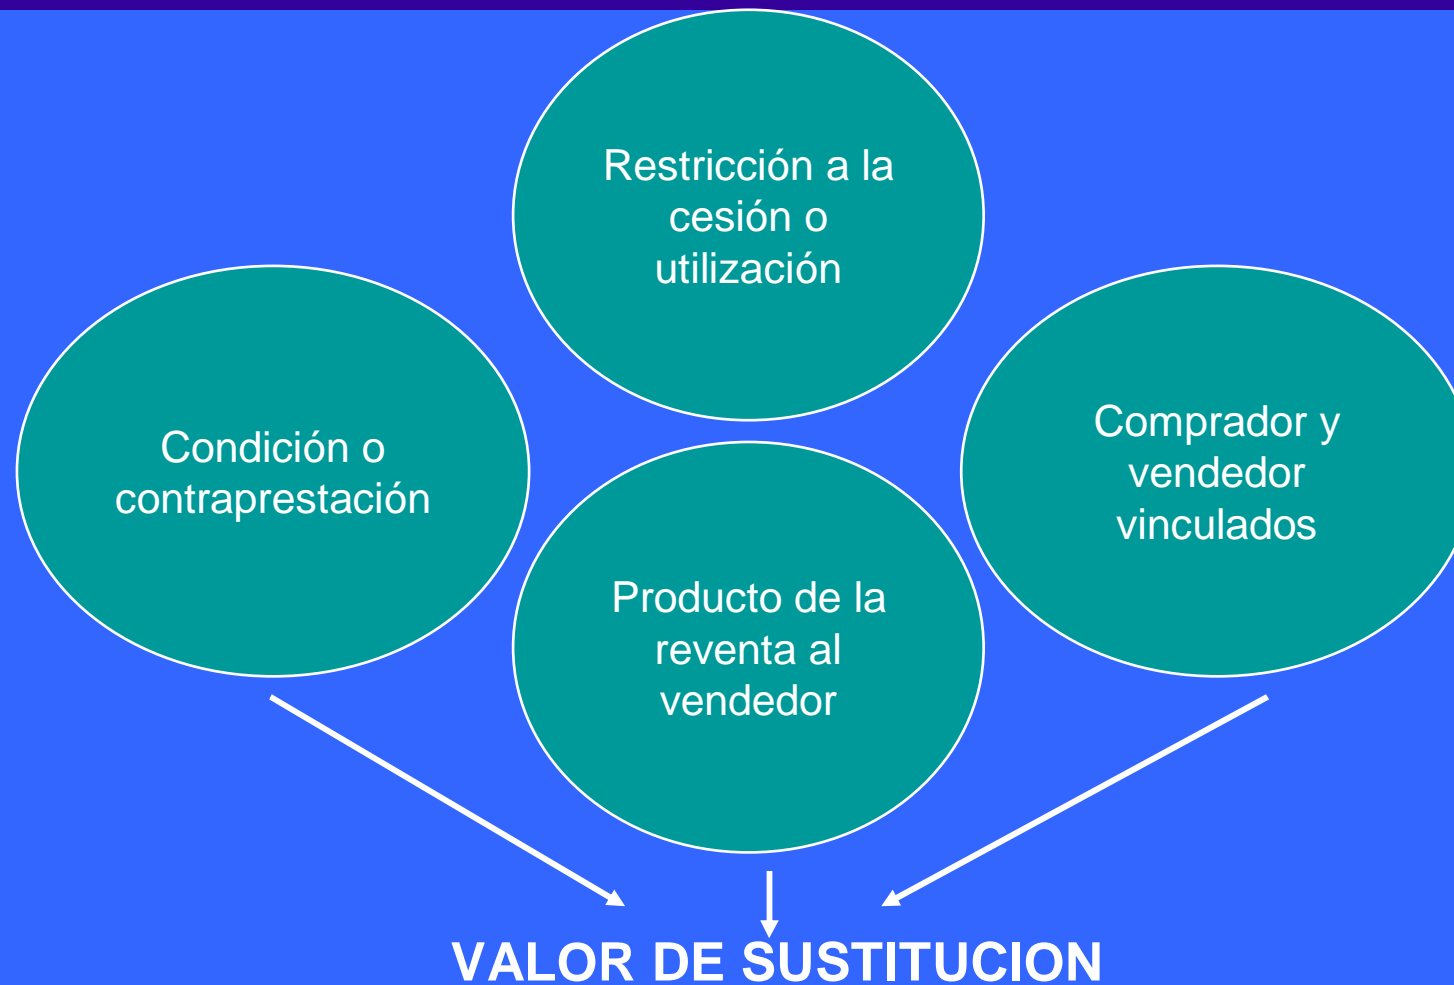 Restricción a la
cesión o
utilización
Condición o
contraprestación
Comprador y
vendedor
vinculados
Producto de la
reventa al
vendedor
VALOR DE SUSTITUCION